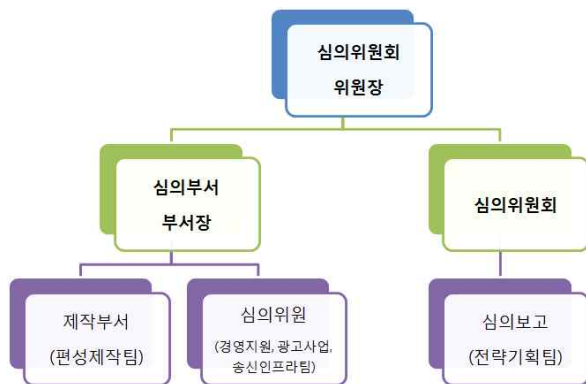 심의위원회
위원장
심의부서
부서장
심의위원회
제작부서
(편성제작팀)
심의위원
(경영지원, 광고사업,
송신인프라팀)
심의보고
(전략기획팀)